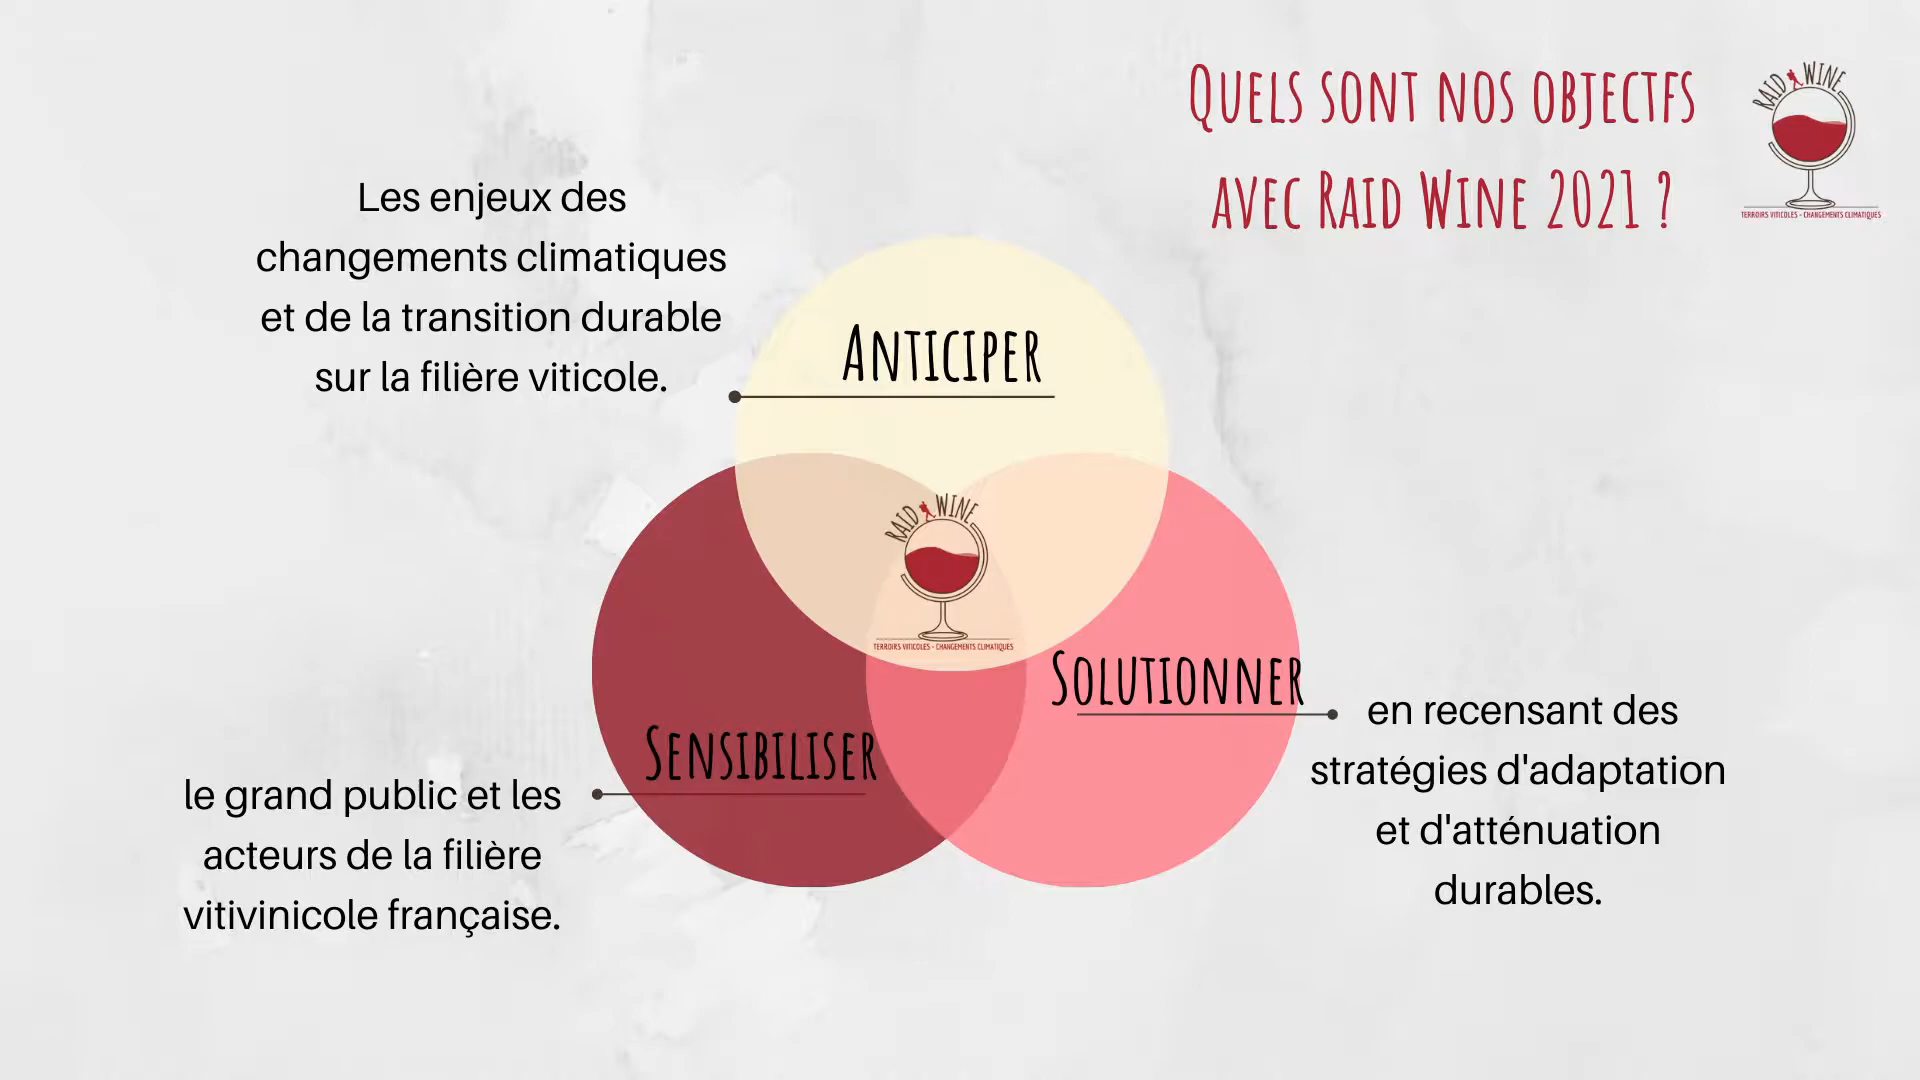 Quels sont nos objectfs
avec Raid Wine 2021 ?
RAID WINE
TERROIRS VITICOLES - CHANGEMENTS CLIMATIQUES
Les enjeux des
changements climatiques
et de la transition durable
sur la filière viticole.
Anticiper
RAID WINE
TERROIRS VITICOLES - CHANGEMENTS CLIMATIQUES
Solutionner
en recensant des
stratégies d'adaptation
et d'atténuation
durables.
Sensibiliser
le grand public et les
acteurs de la filière
vitivinicole française.